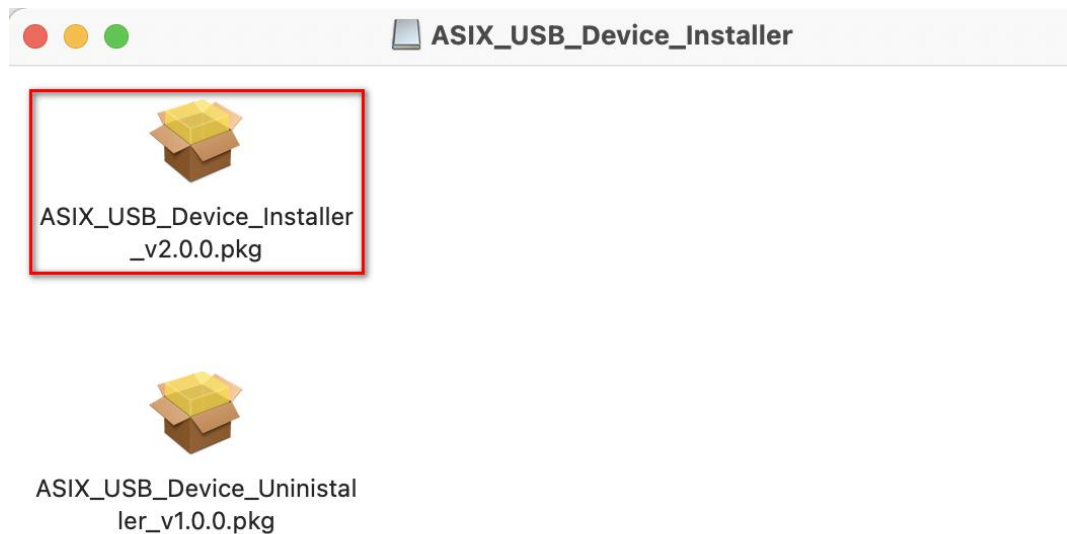 ASIX_USB_Device_Installer
ASIX_USB_Device_Installer
_v2.0.0.pkg
ASIX_USB_Device_Uninistal
ler_v1.0.0.pkg